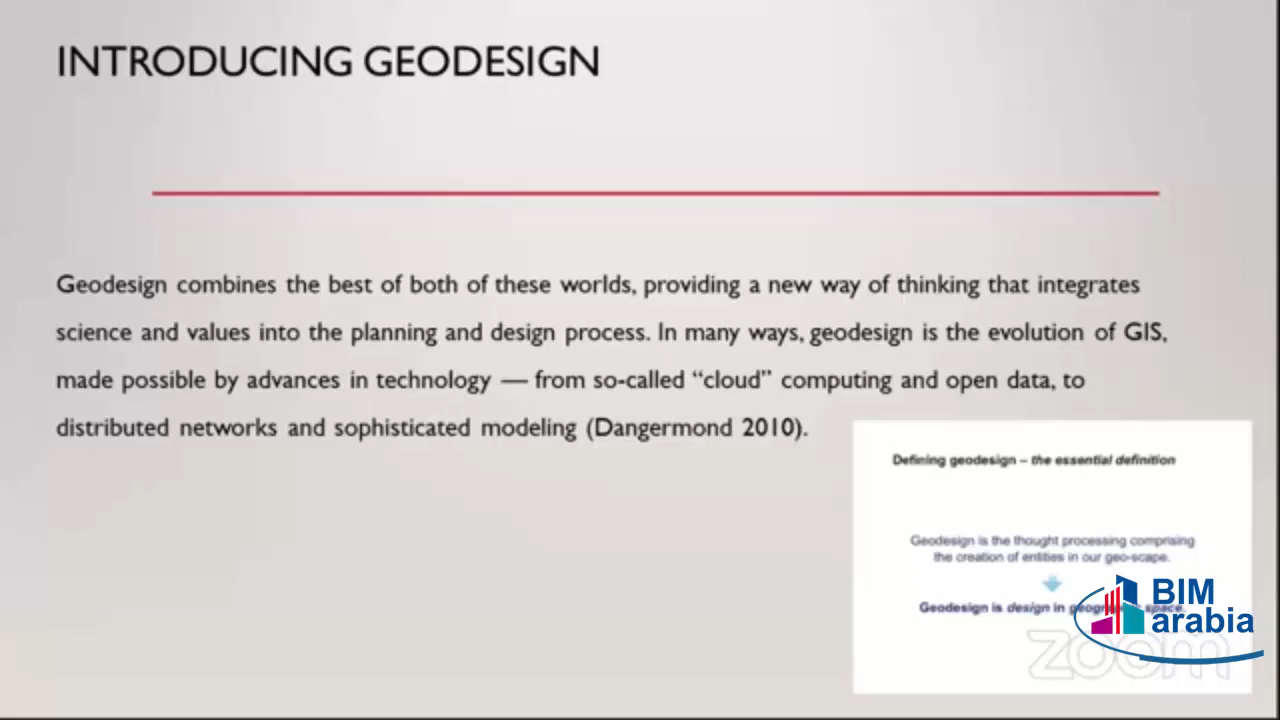 INTRODUCING GEODESIGN
Geodesign combines the best of both of these worlds, providing a new way of thinking that integrates
science and values into the planning and design process. In many ways, geodesign is the evolution of GIS,
made possible by advances in technology — from so-called “cloud” computing and open data, to
distributed networks and sophisticated modeling (Dangermond 2010).
Defining geodesign – the essential definition
Geodesign is the thought processing comprising
the creation of entities in our geo-scape.
Geodesign is design in space.
BIM
arabia
zoom